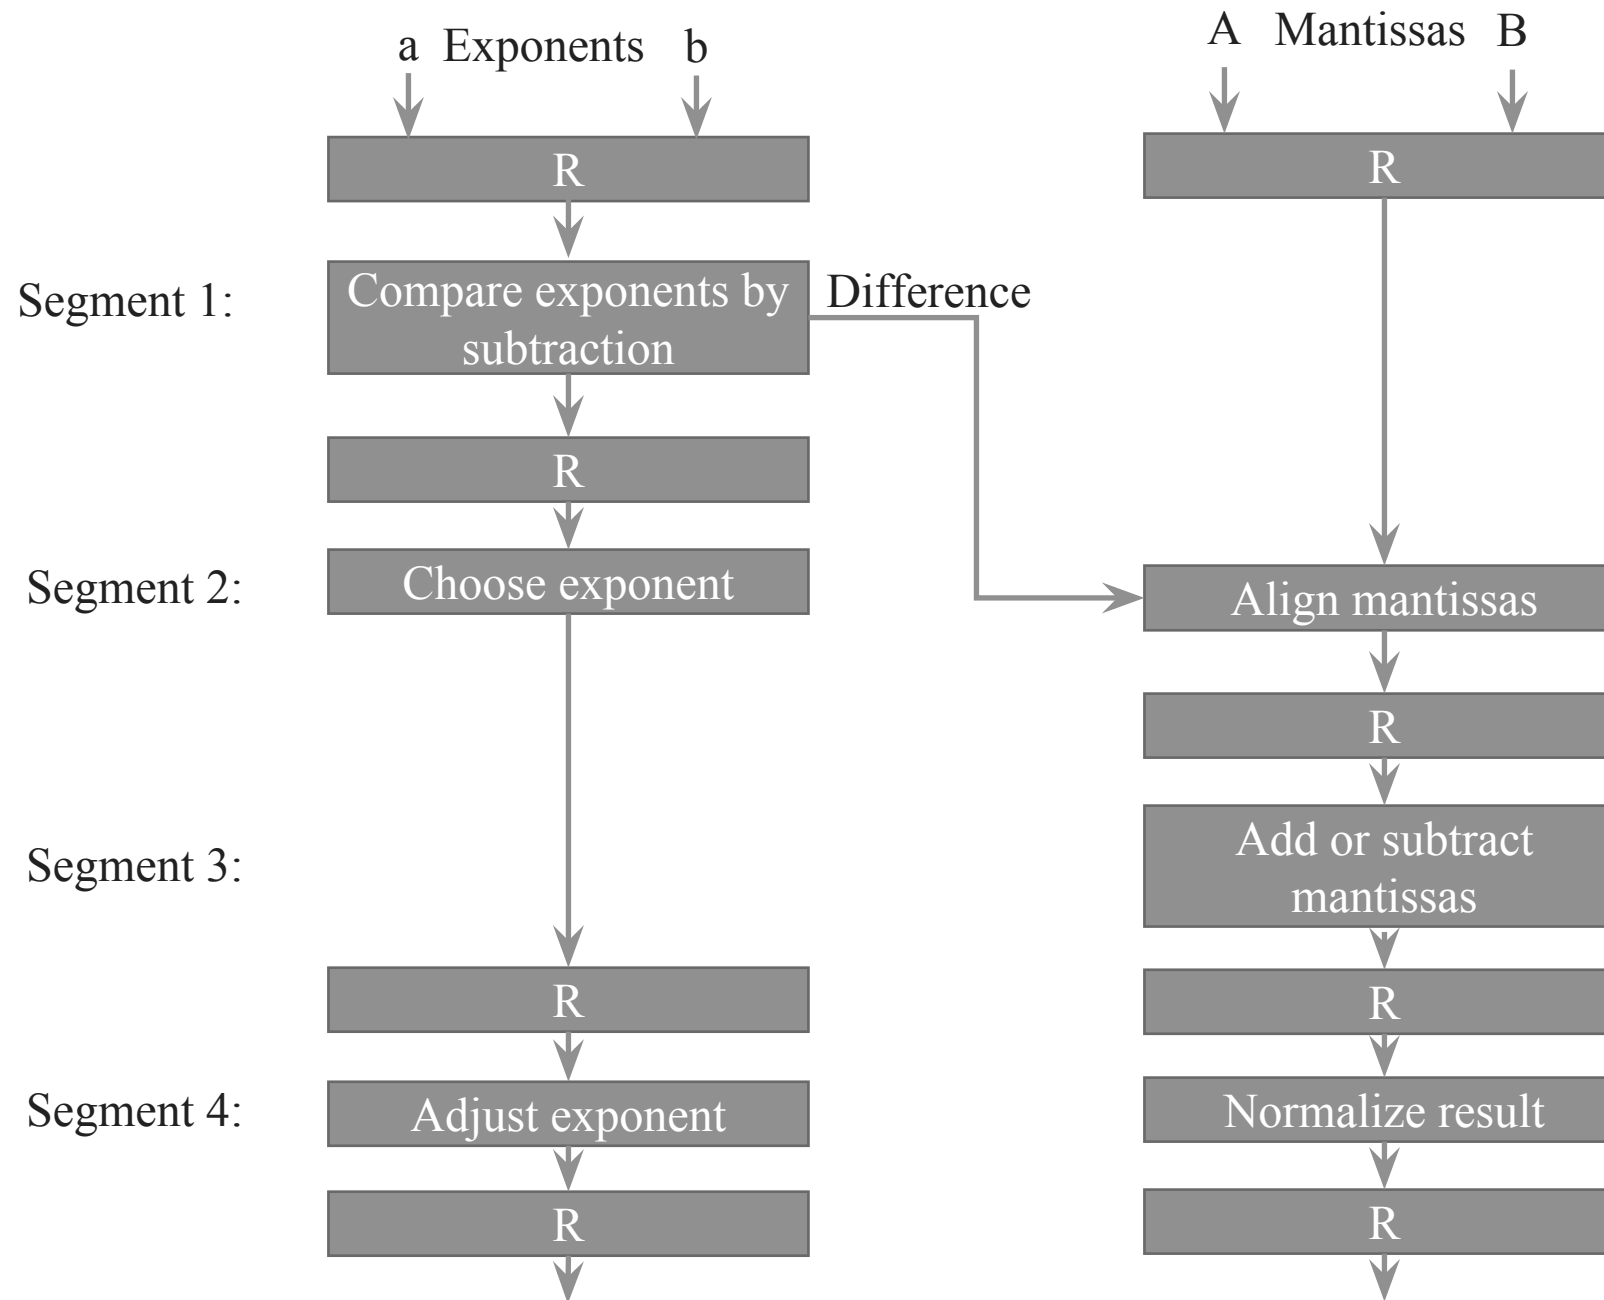 a Exponents b
A Mantissas B
R
R
Segment 1:
Compare exponents by
subtraction
Difference
R
Segment 2:
Choose exponent
Align mantissas
R
Segment 3:
Add or subtract
mantissas
R
R
Segment 4:
Adjust exponent
Normalize result
R
R